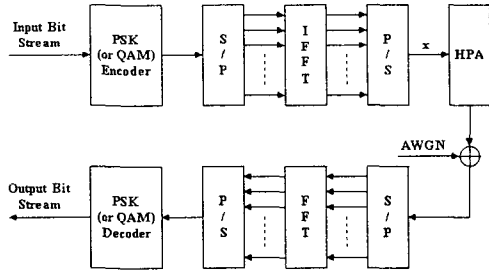 Input Bit
Stream
PSK
(or QAM)
Encoder
S
/
P
I
F
F
T
P
/
S
x
HPA
AWGN
Output Bit
Stream
PSK
(or QAM)
Decoder
P
/
S
F
F
T
S
/
P